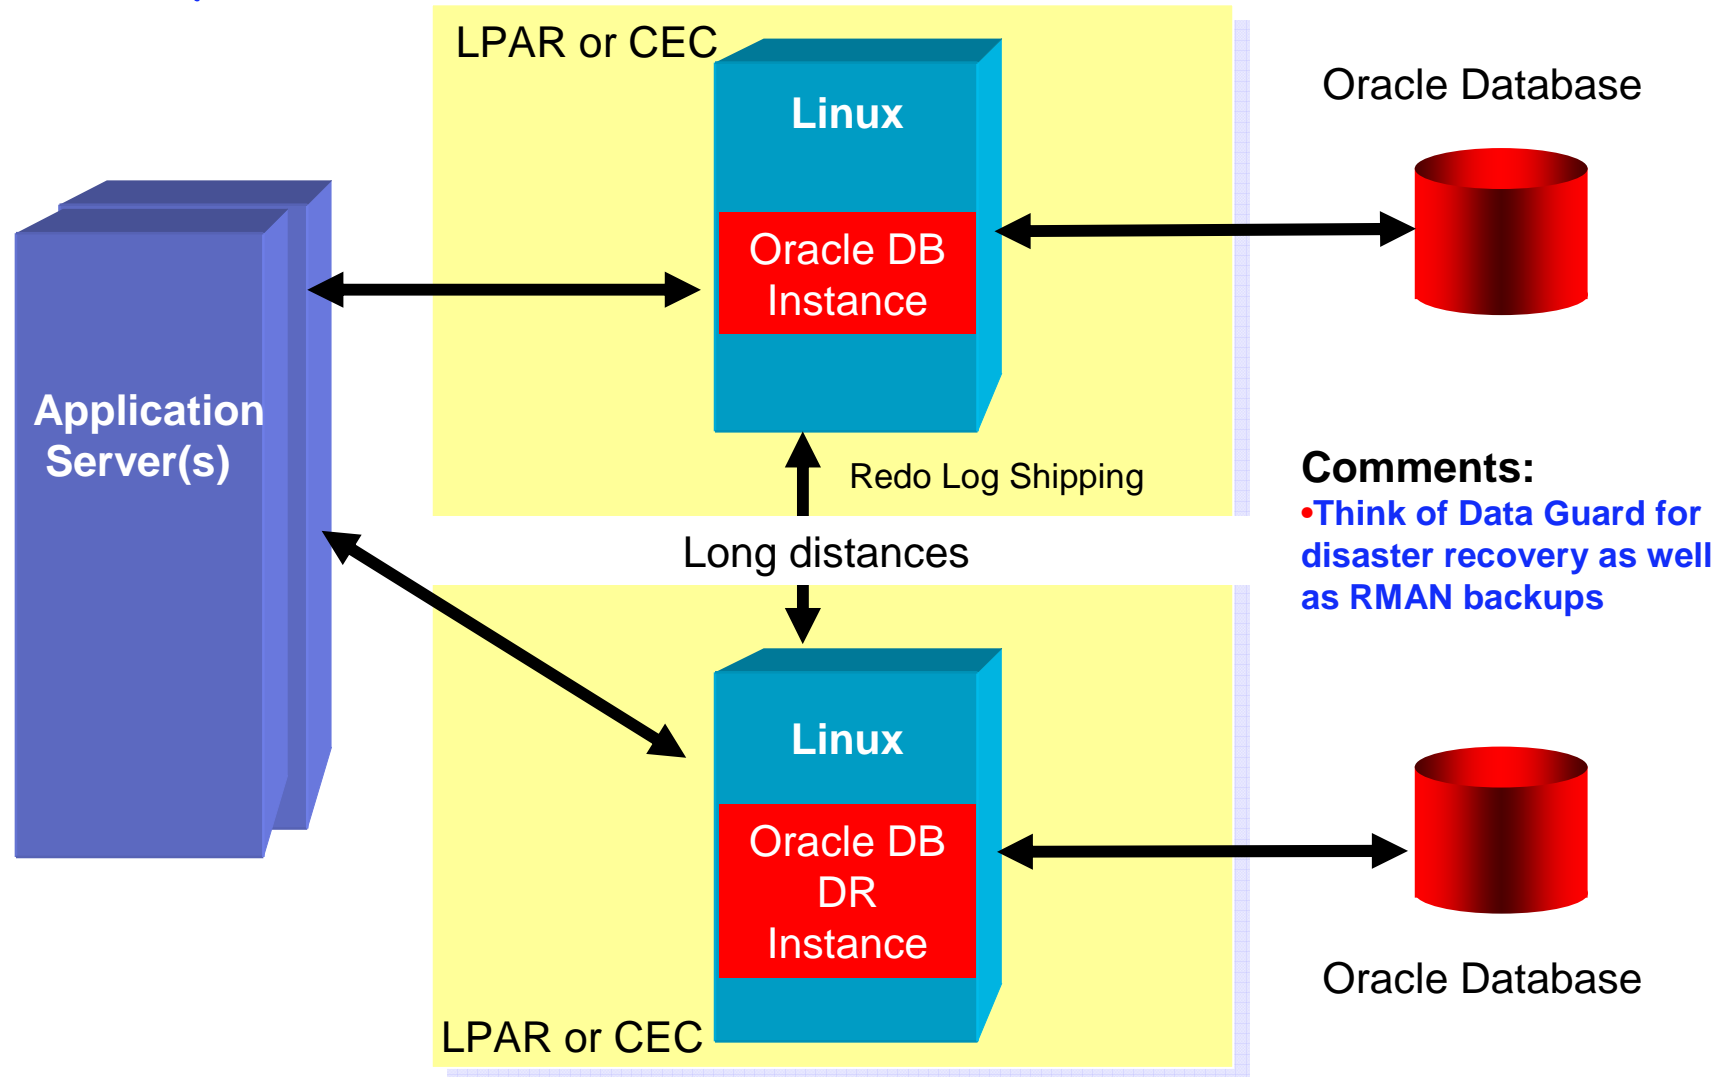 LPAR or CEC
Linux
Oracle DB
Instance
Oracle Database
Application
Server(s)
Redo Log Shipping
Long distances
Comments:
•Think of Data Guard for
disaster recovery as well
as RMAN backups
Linux
Oracle DB
DR
Instance
Oracle Database
LPAR or CEC